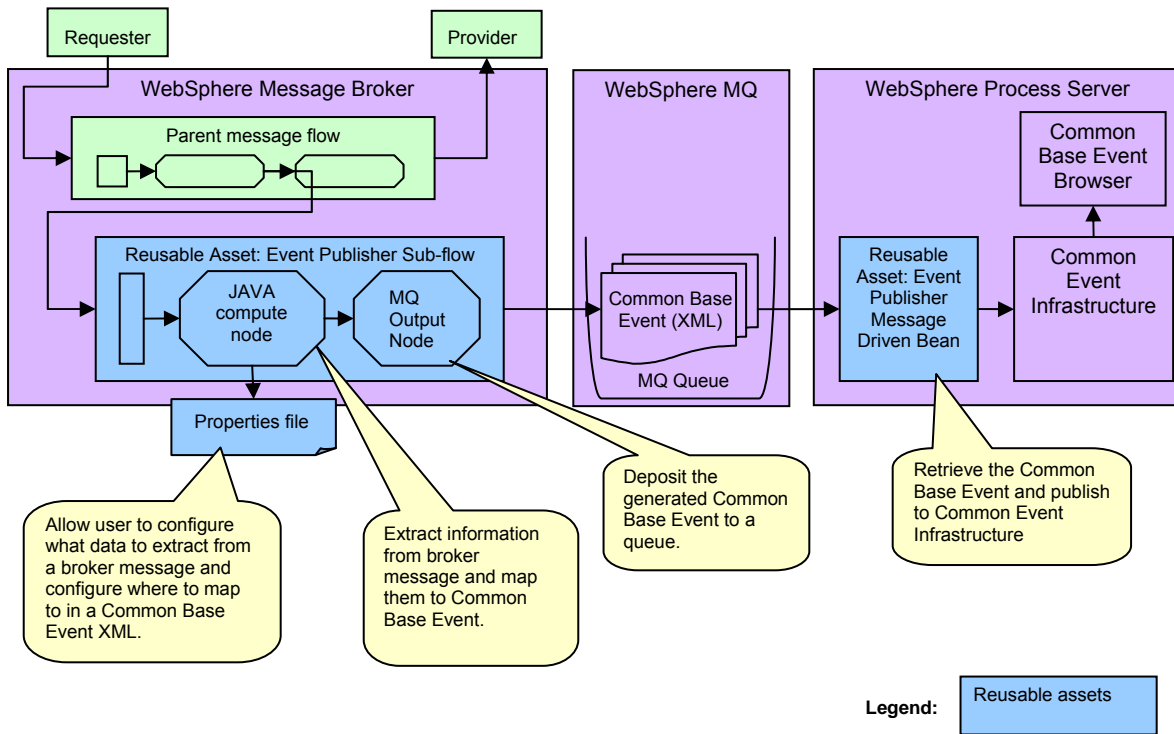 Requester
Provider
WebSphere Message Broker
WebSphere MQ
WebSphere Process Server
Parent message flow
Common
Base Event
Browser
Reusable Asset: Event Publisher Sub-flow
JAVA
compute
node
MQ
Output
Node
Common Base
Event (XML)
MQ Queue
Reusable
Asset: Event
Publisher
Message
Driven Bean
Common
Event
Infrastructure
Properties file
Allow user to configure
what data to extract from
a broker message and
configure where to map
to in a Common Base
Event XML.
Extract information
from broker
message and map
them to Common
Base Event.
Deposit the
generated Common
Base Event to a
queue.
Retrieve the Common
Base Event and publish
to Common Event
Infrastructure
Legend:
Reusable assets